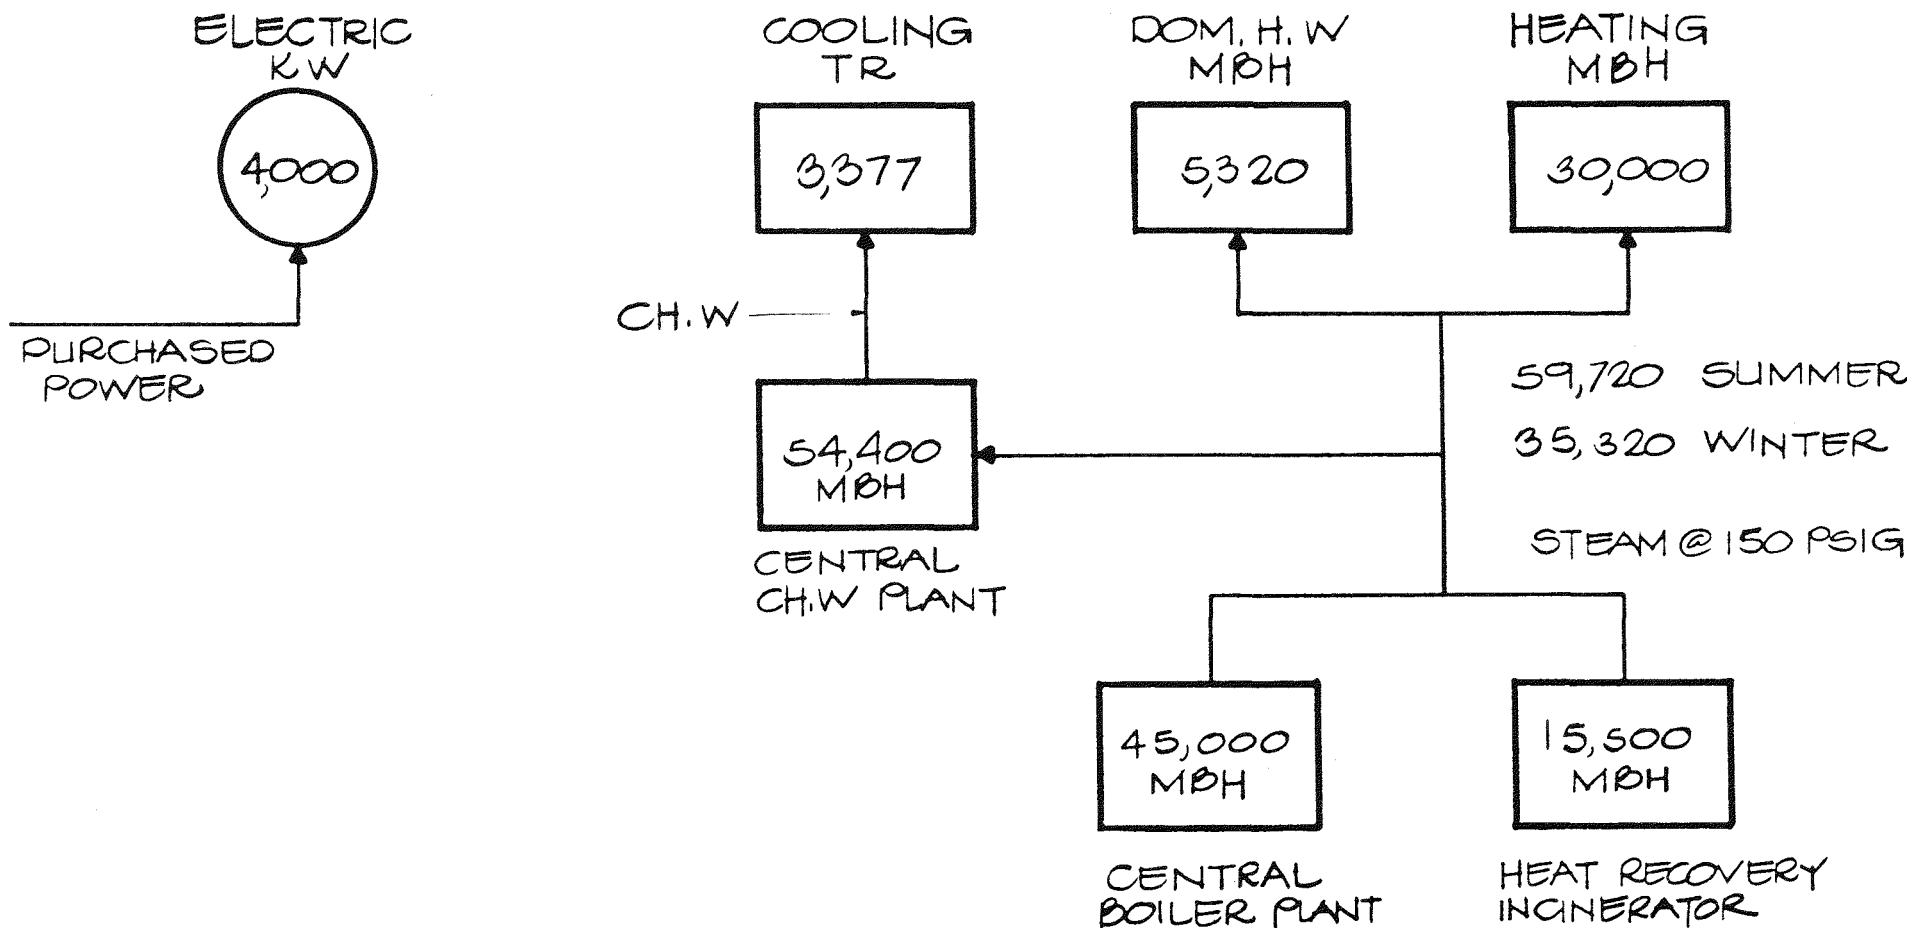 ELECTRIC
KW
4,000
PURCHASED
POWER
COOLING
TR
3,377
CH.W
54,400
MBH
CENTRAL
CH.W PLANT
DOM. H. W
MBH
5,320
HEATING
MBH
30,000
59,720 SUMMER
35,320 WINTER
STEAM @ 150 PSIG
45,000
MBH
CENTRAL
BOILER PLANT
15,500
MBH
HEAT RECOVERY
INCINERATOR